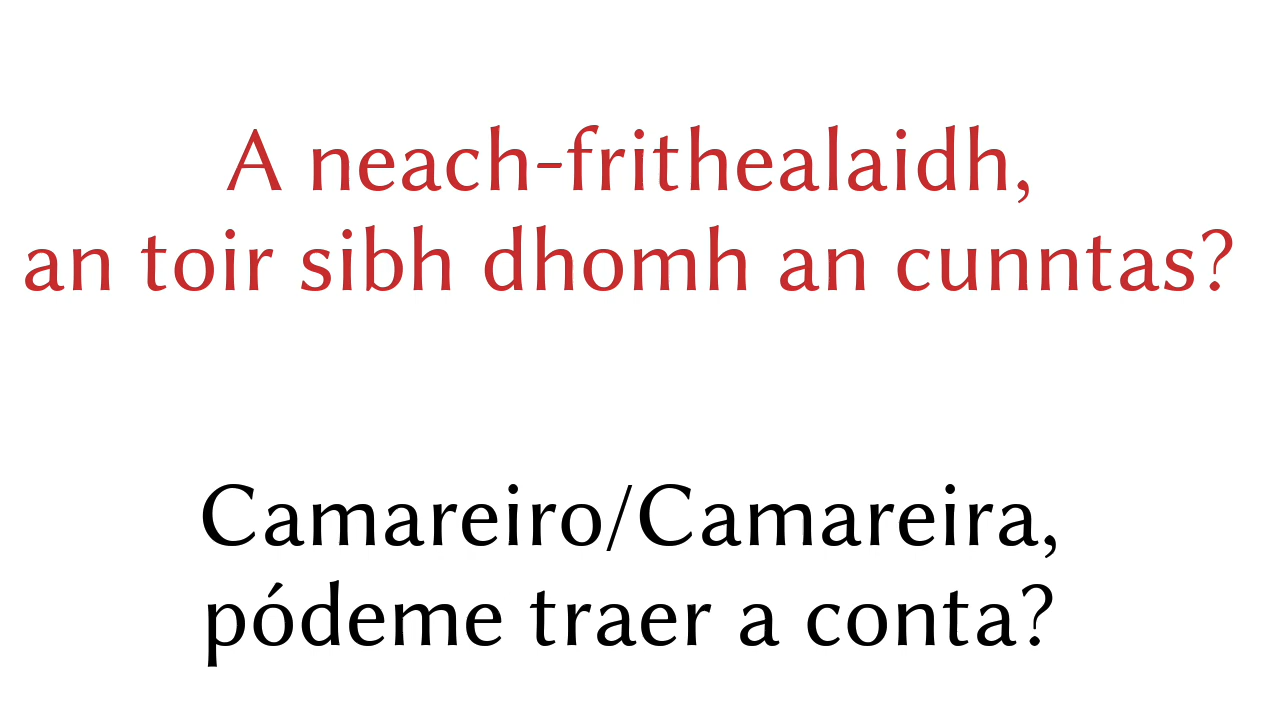 A neach-frithealaidh,
an toir sibh dhomh an cunntas?
Camareiro/Camareira,
pódeme traer a conta?